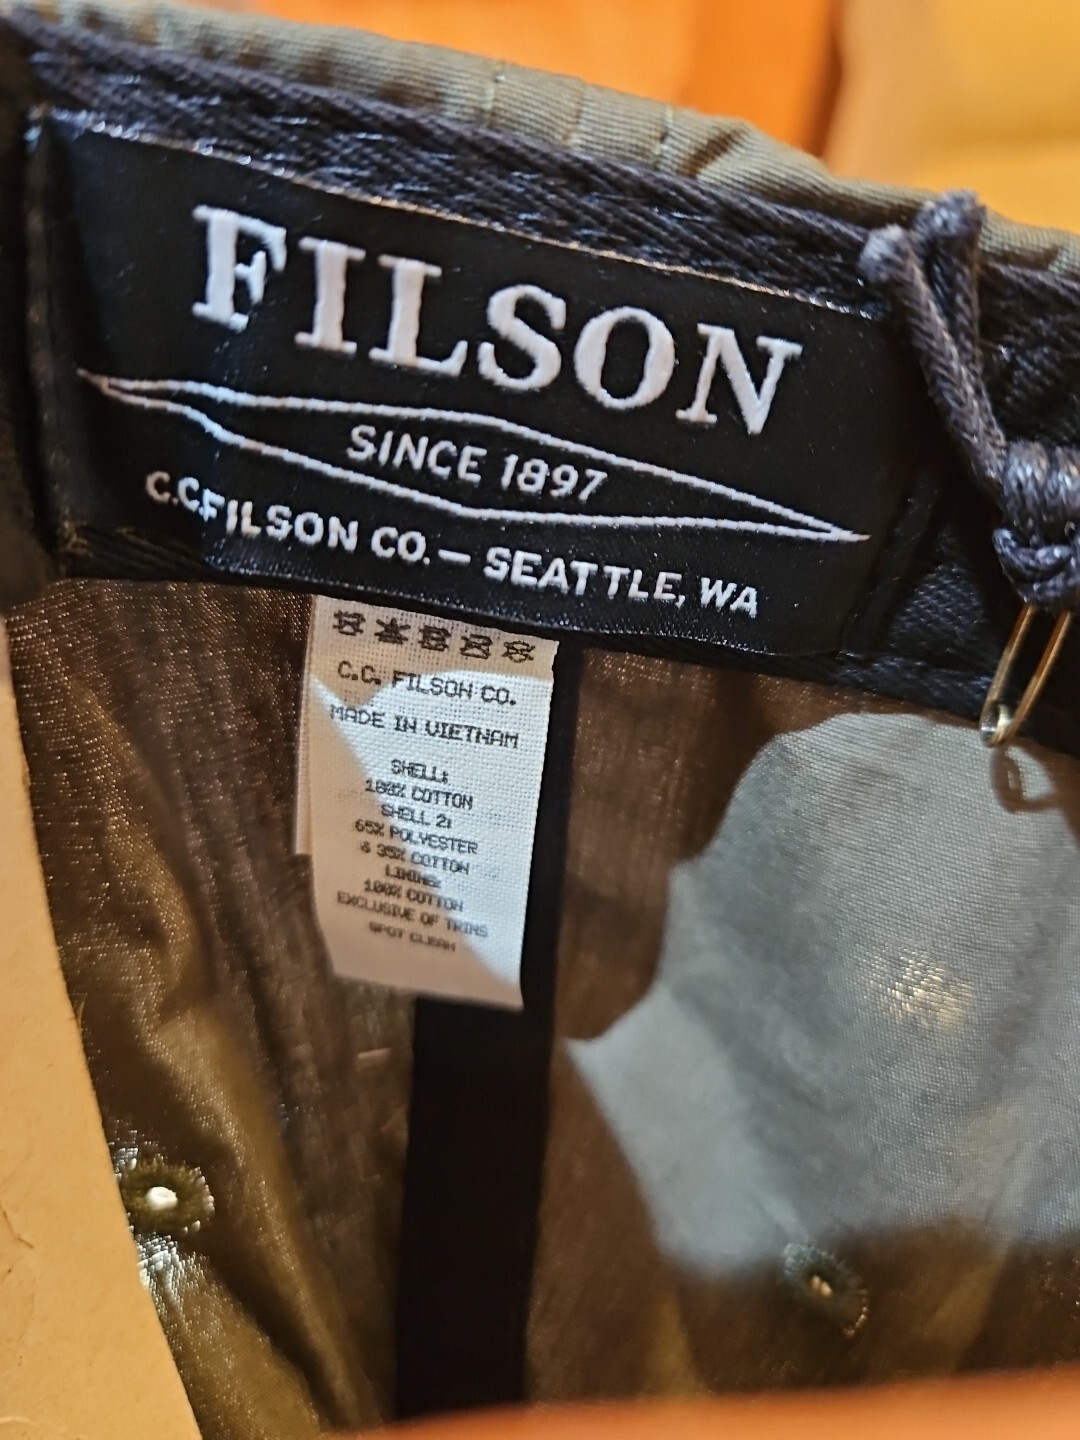 FILSON
SINCE 1897
C.C.FILSON CO.— SEATTLE, WA
C.C. FILSON CO.
MADE IN VIETNAM
SHELL:
100% COTTON
SHELL 2:
65% POLYESTER
& 35% COTTON
LINING:
100% COTTON
EXCLUSIVE OF TRIMS
SPOT CLEAN